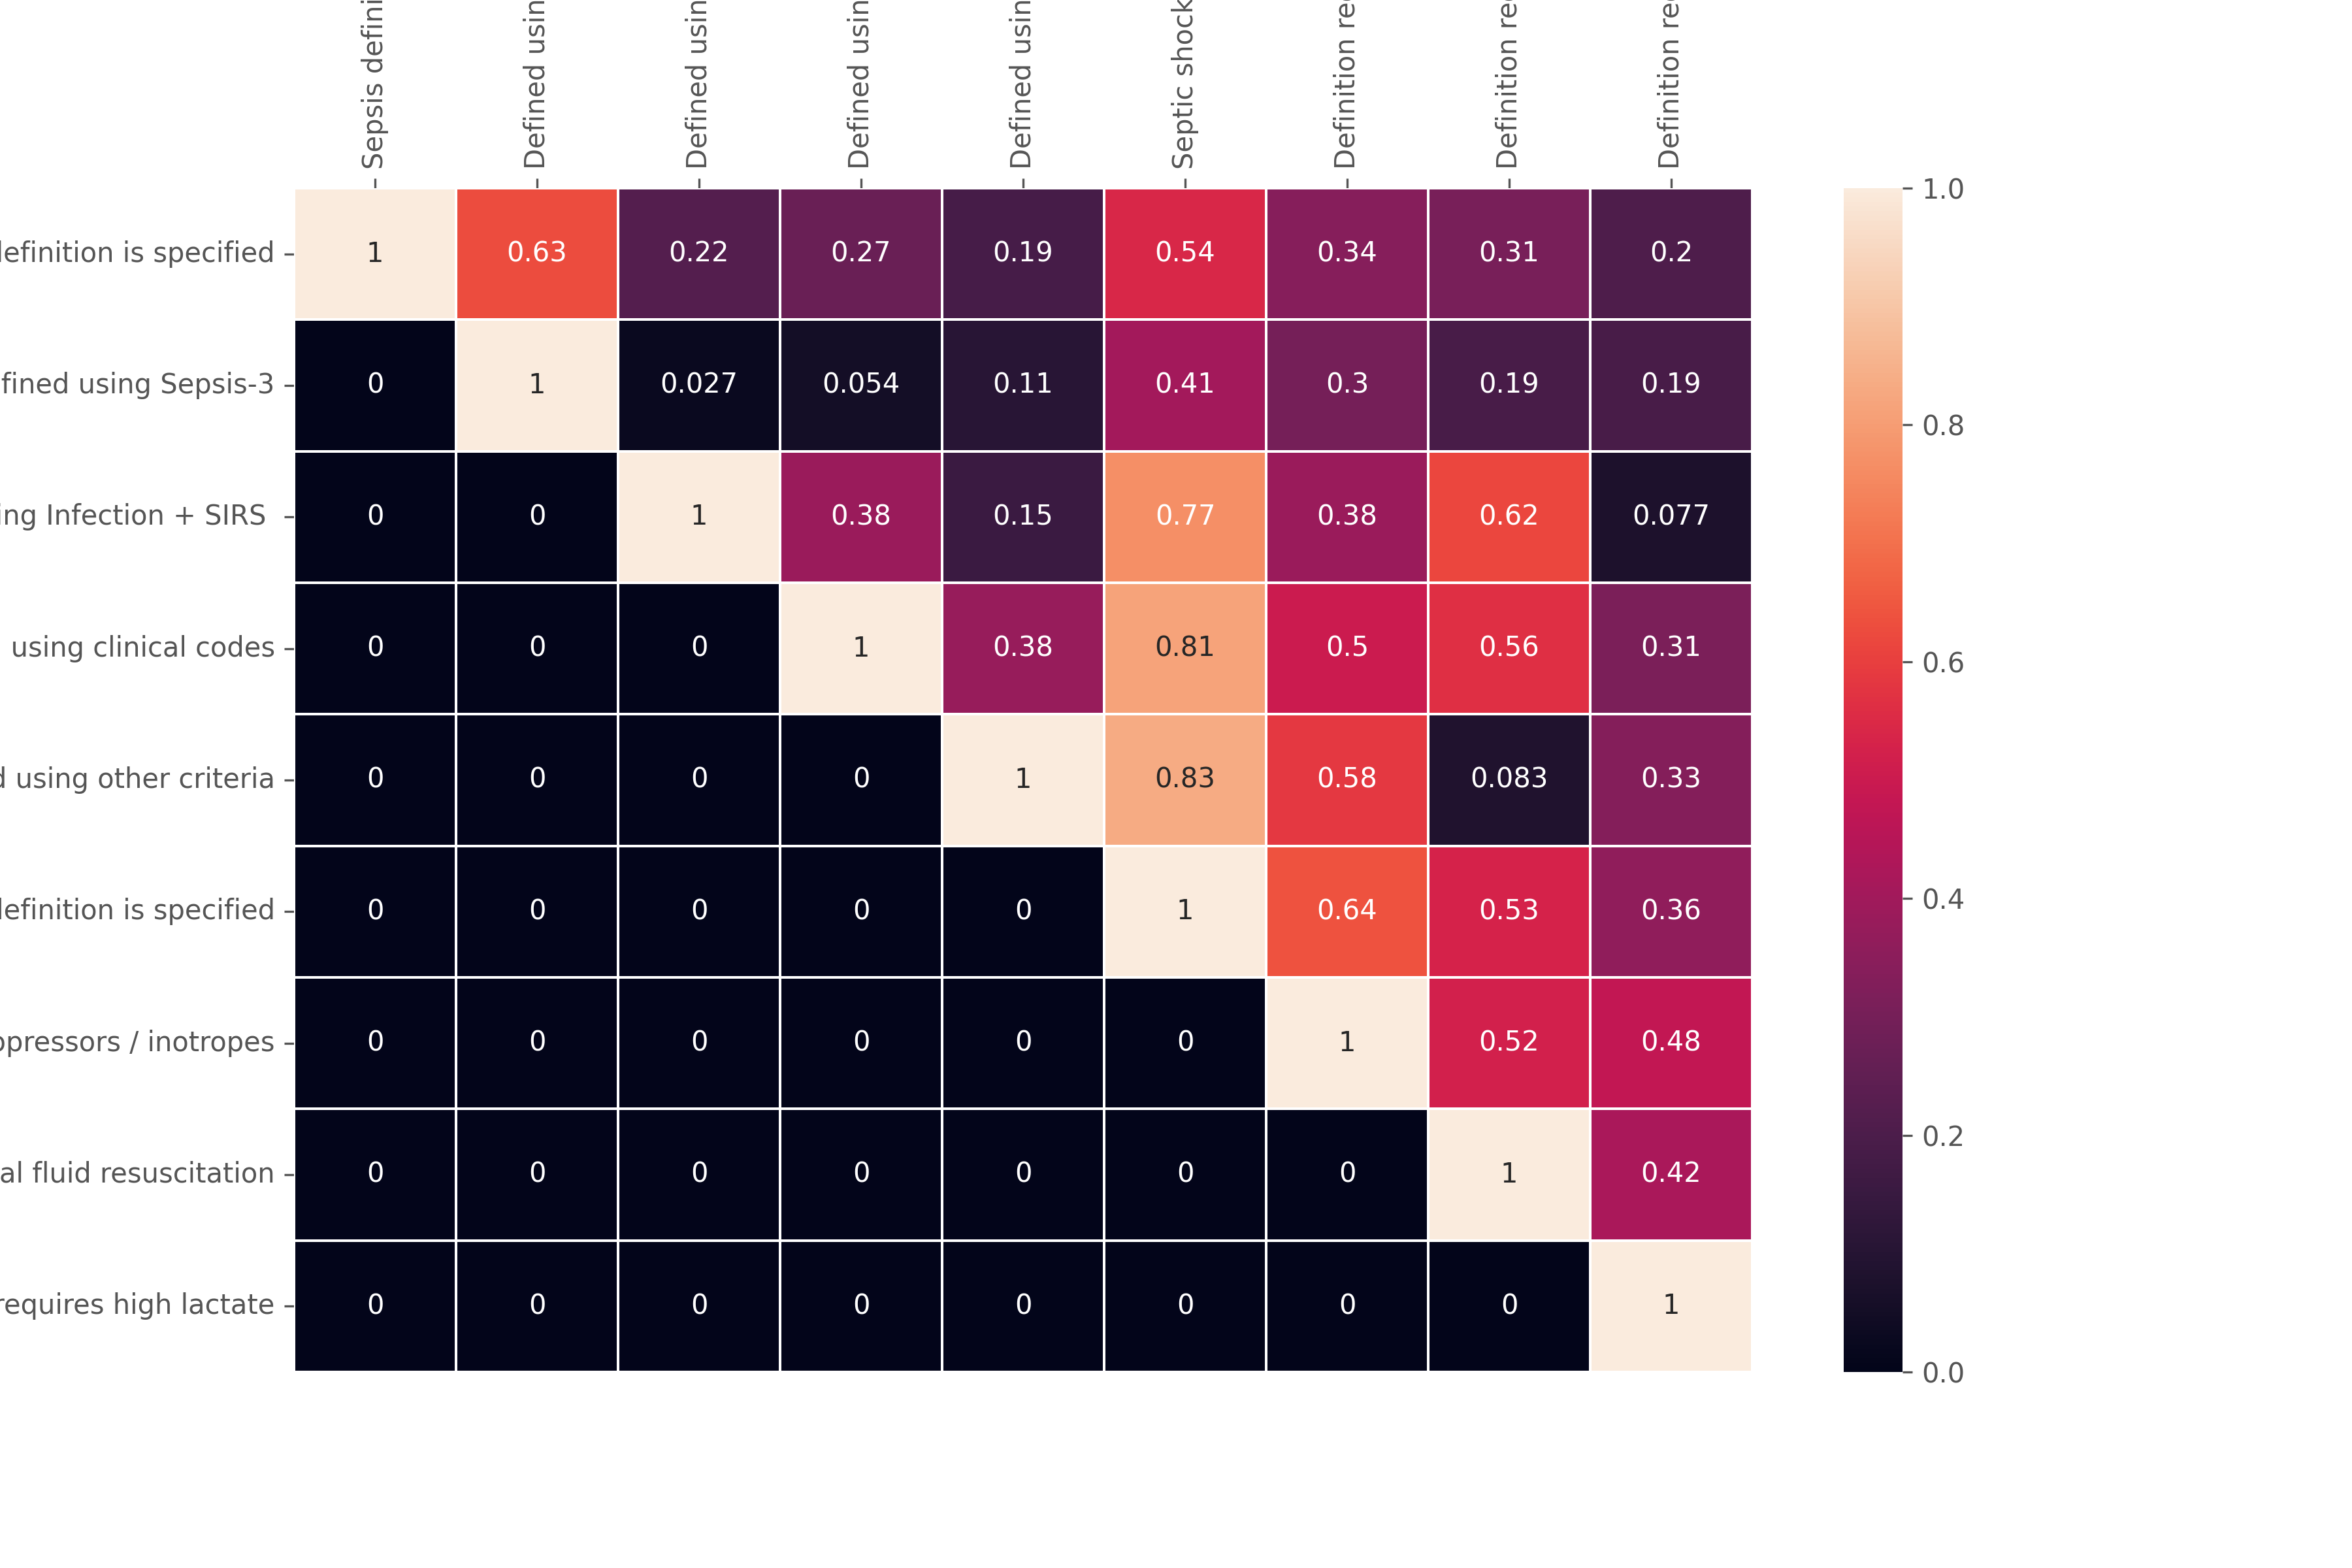 Sepsis defini
Defined usin
Defined usin
Defined usin
Defined usin
Septic shock
Definition re
Definition re
Definition re
definition is specified 1 0.63 0.22 0.27 0.19 0.54 0.34 0.31 0.2
fined using Sepsis-3 0 1 0.027 0.054 0.11 0.41 0.3 0.19 0.19
ing Infection + SIRS 0 0 1 0.38 0.15 0.77 0.38 0.62 0.077
using clinical codes 0 0 0 1 0.38 0.81 0.5 0.56 0.31
d using other criteria 0 0 0 0 1 0.83 0.58 0.083 0.33
definition is specified 0 0 0 0 0 1 0.64 0.53 0.36
ppressors / inotropes 0 0 0 0 0 0 1 0.52 0.48
al fluid resuscitation 0 0 0 0 0 0 0 1 0.42
requires high lactate 0 0 0 0 0 0 0 0 1
1.0
0.8
0.6
0.4
0.2
0.0